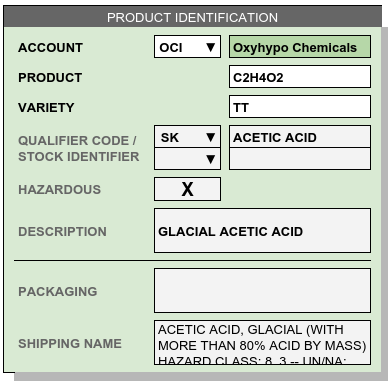 PRODUCT IDENTIFICATION
ACCOUNT OCI ▼ Oxyhypo Chemicals
PRODUCT C2H4O2
VARIETY TT
QUALIFIER CODE / SK ▼ ACETIC ACID
STOCK IDENTIFIER ▼
HAZARDOUS X
DESCRIPTION GLACIAL ACETIC ACID
PACKAGING
SHIPPING NAME ACETIC ACID, GLACIAL (WITH
MORE THAN 80% ACID BY MASS)
HAZARD CLASS: 8, 3 -- UN/NA: